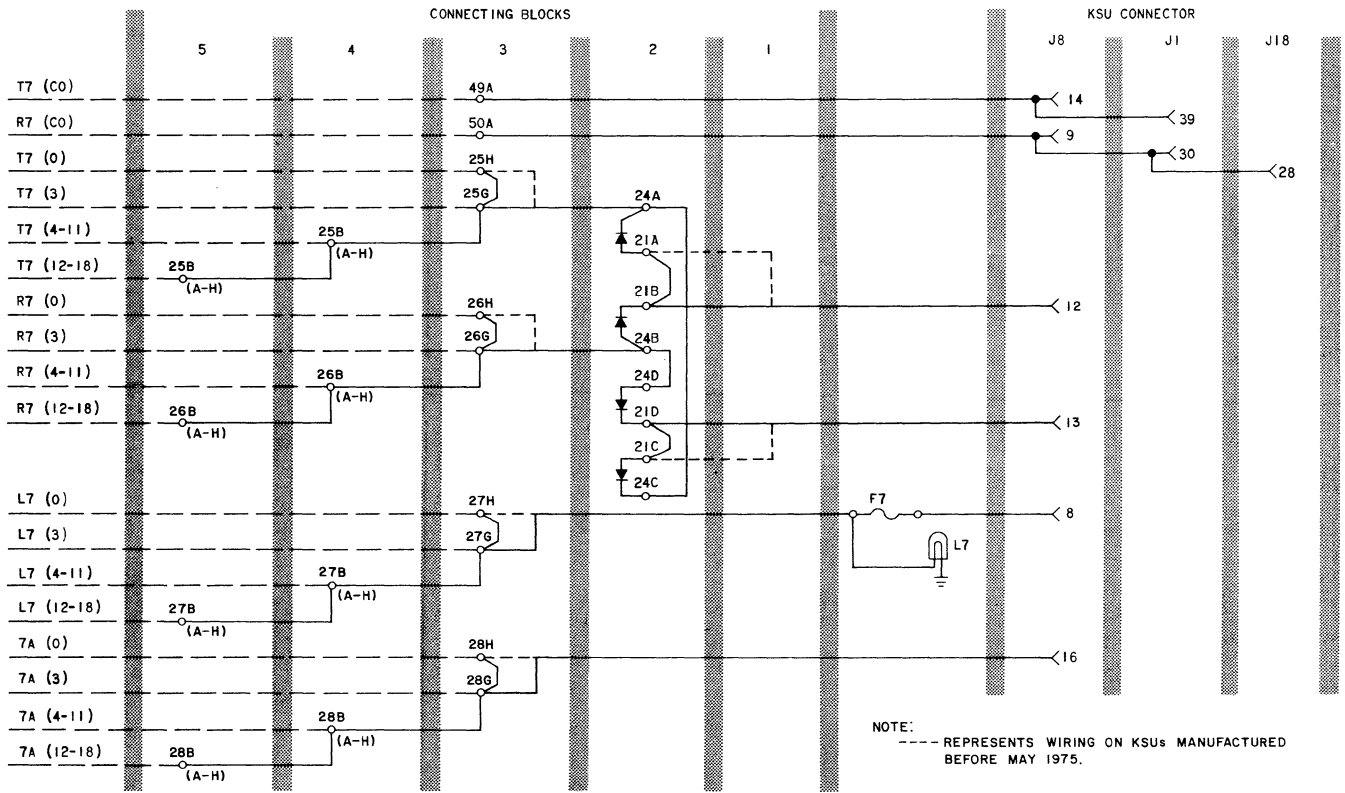 CONNECTING BLOCKS
KSU CONNECTOR
5 4 3 2 1 J8 J1 J18
T7 (CO) 49A 14
39
R7 (CO) 50A 9
30
T7 (0) 25H 28
T7 (3) 25G 24A
T7 (4-11) 25B (A-H) 21A
T7 (12-18) 25B (A-H)
R7 (0) 26H 21B 12
R7 (3) 26G 24B
R7 (4-11) 26B (A-H) 24D
R7 (12-18) 26B (A-H) 21D 13
21C
24C
L7 (0) 27H F7 8
L7 (3) 27G L7
L7 (4-11) 27B (A-H)
L7 (12-18) 27B (A-H)
7A (0) 28H 16
7A (3) 28G
7A (4-11) 28B (A-H)
7A (12-18) 28B (A-H)
NOTE:
---- REPRESENTS WIRING ON KSUs MANUFACTURED
BEFORE MAY 1975.